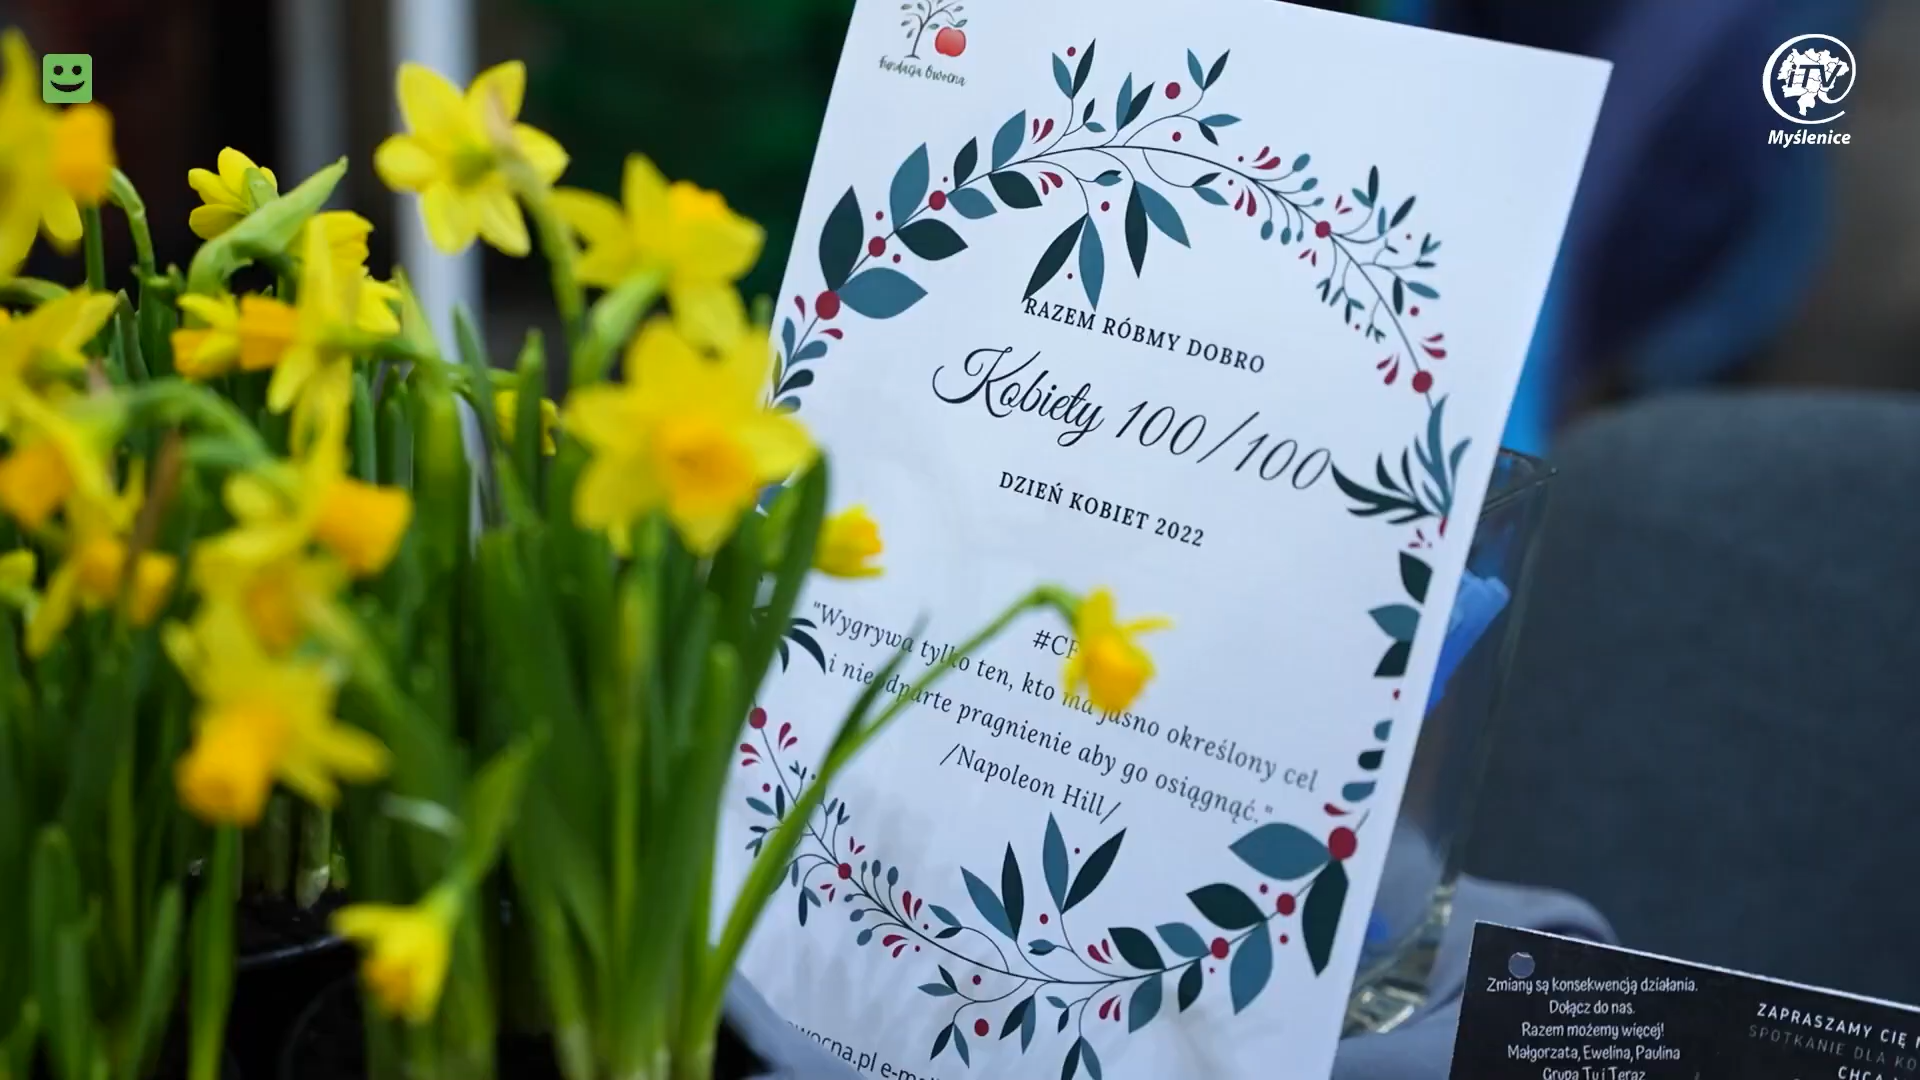 Fundacja Owocna
iTV
Myślenice
RAZEM RÓBMY DOBRO
Kobiety 100/100
DZIEŃ KOBIET 2022
"Wygrywa tylko ten, kto ma jasno określony cel
i nieodparte pragnienie aby go osiągnąć."
/Napoleon Hill/
Zmiany są konsekwencją działania.
Dołącz do nas.
Razem możemy więcej!
Małgorzata, Ewelina, Paulina
Grupa Tu i Teraz
ZAPRASZAMY CIĘ
SPOTKANIE DLA